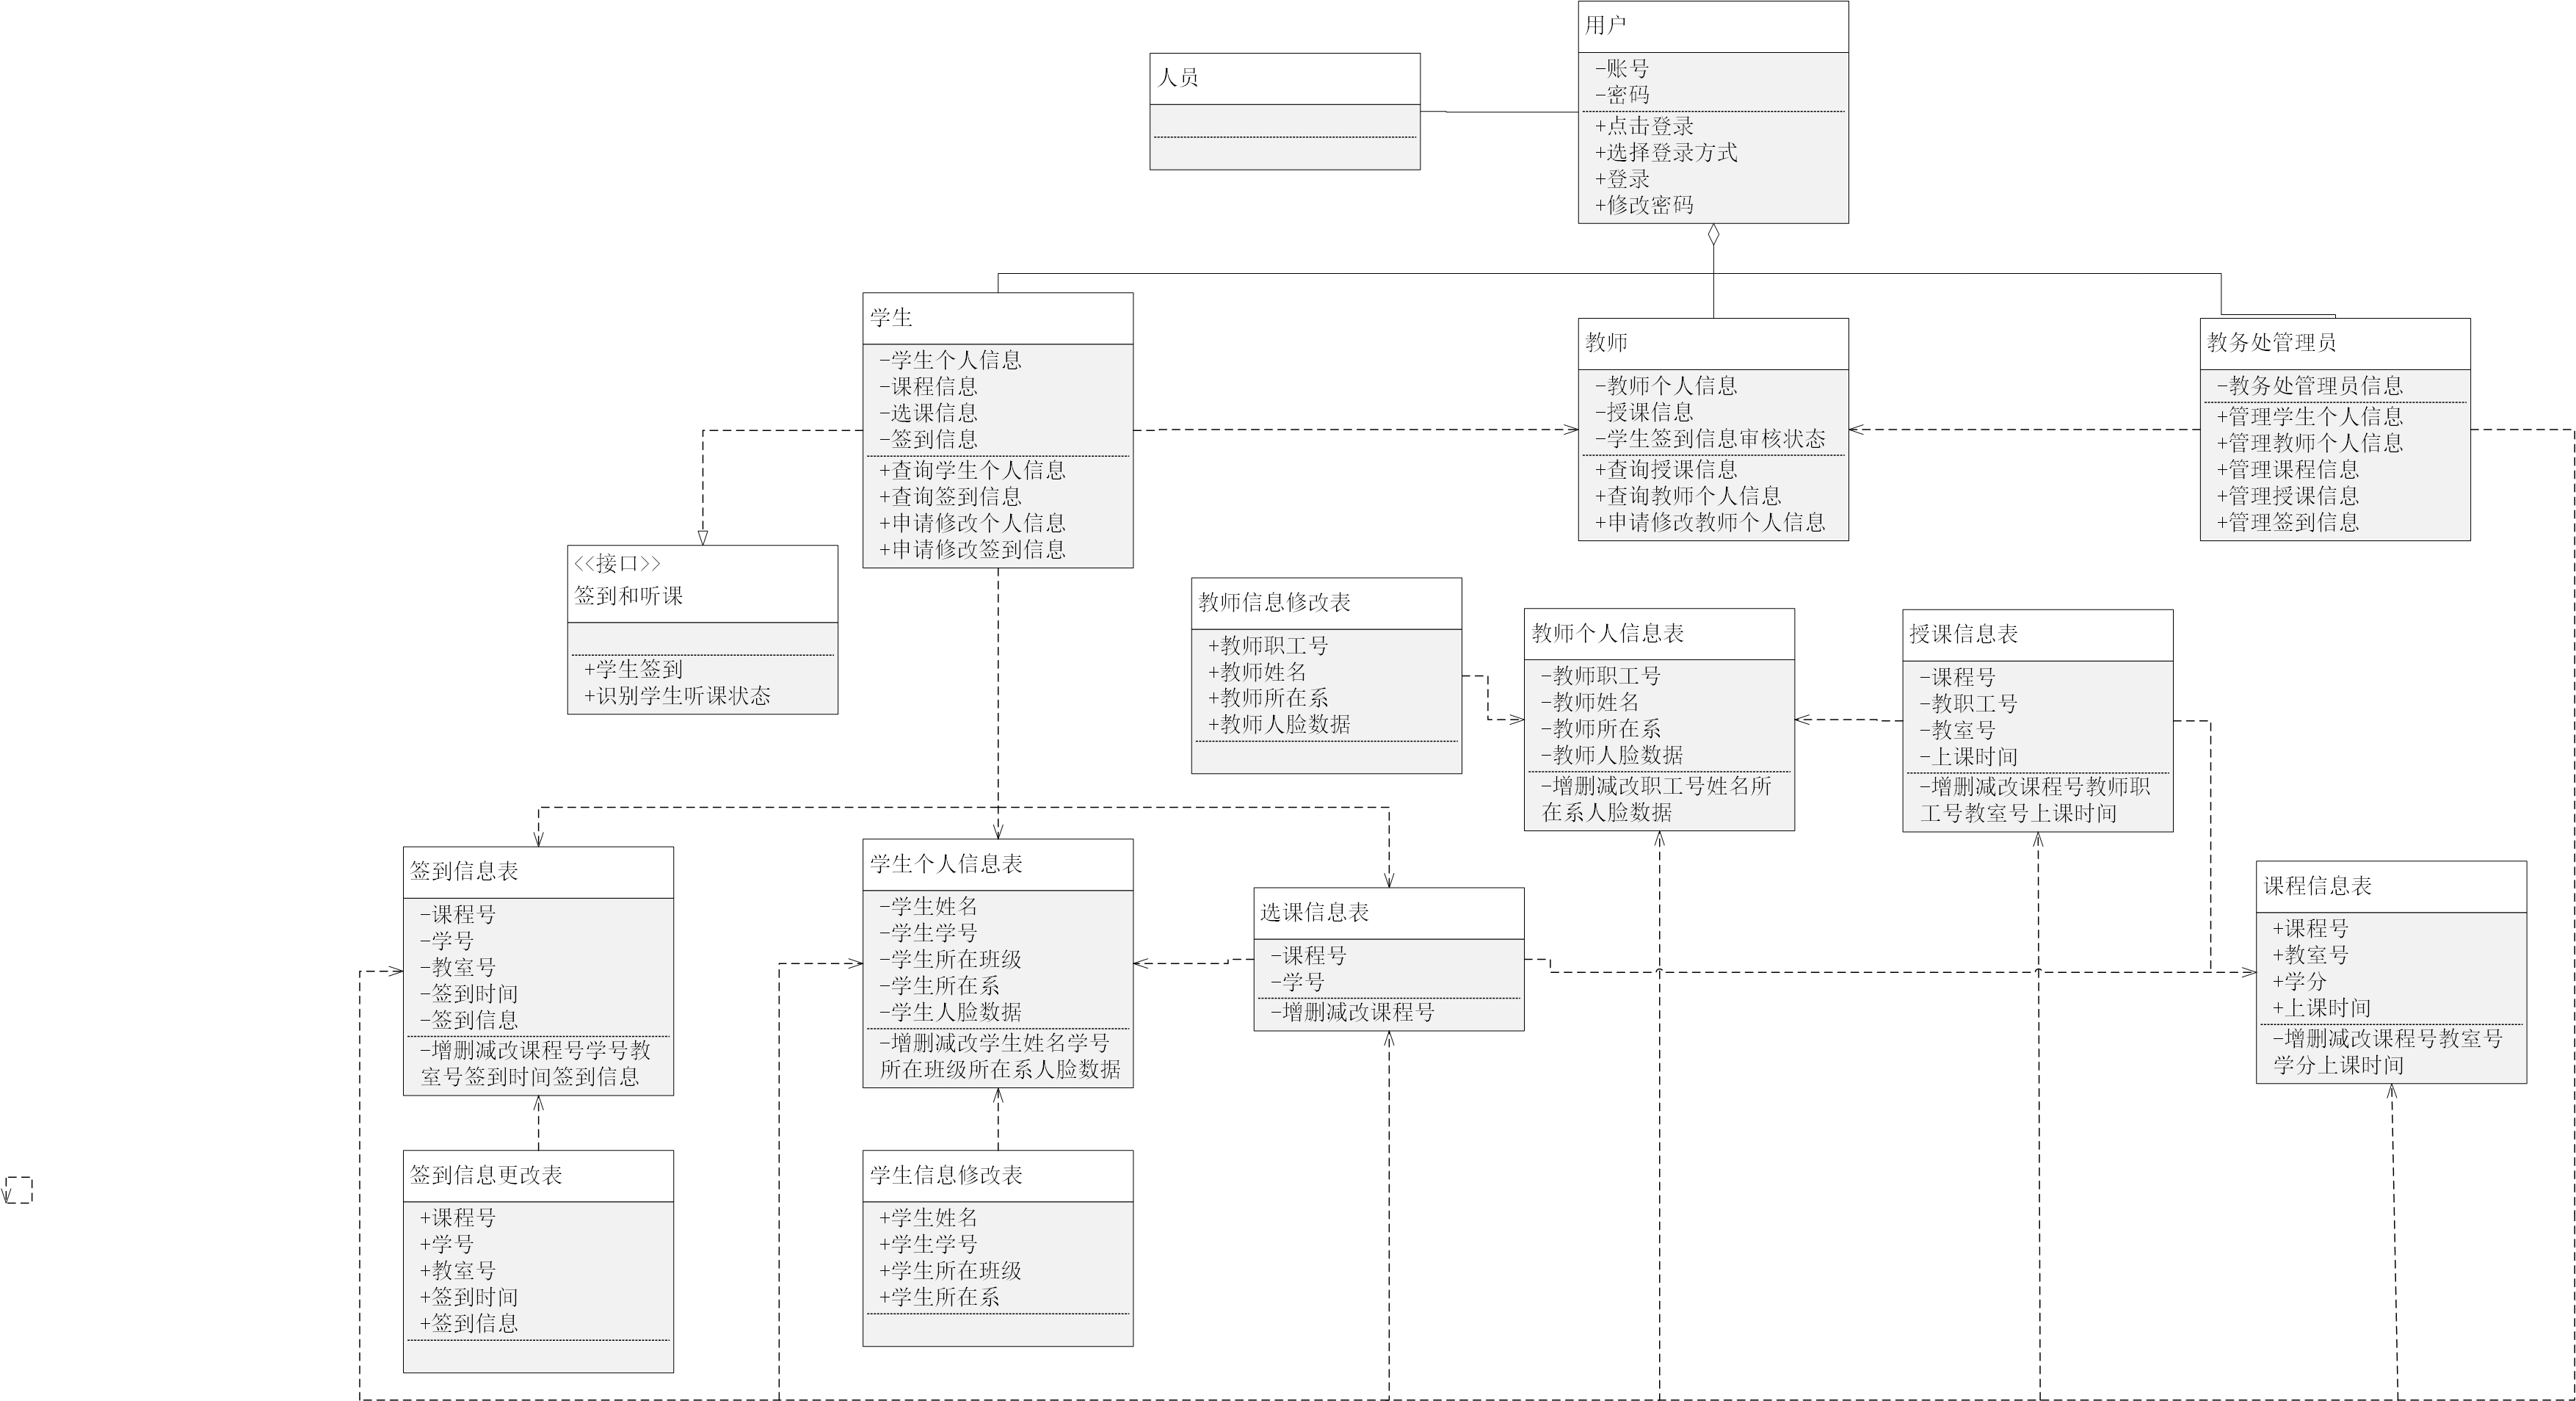 用户
-账号
-密码
+点击登录
+选择登录方式
+登录
+修改密码
人员
学生
-学生个人信息
-课程信息
-选课信息
-签到信息
+查询学生个人信息
+查询签到信息
+申请修改个人信息
+申请修改签到信息
教师
-教师个人信息
-授课信息
-学生签到信息审核状态
+查询授课信息
+查询教师个人信息
+申请修改教师个人信息
教务处管理员
-教务处管理员信息
+管理学生个人信息
+管理教师个人信息
+管理课程信息
+管理授课信息
+管理签到信息
<<接口>>
签到和听课
+学生签到
+识别学生听课状态
教师信息修改表
+教师职工号
+教师姓名
+教师所在系
+教师人脸数据
教师个人信息表
-教师职工号
-教师姓名
-教师所在系
-教师人脸数据
-增删减改职工号姓名所
在系人脸数据
授课信息表
-课程号
-教职工号
-教室号
-上课时间
-增删减改课程号教师职
工号教室号上课时间
签到信息表
-课程号
-学号
-教室号
-签到时间
-签到信息
-增删减改课程号学号教
室号签到时间签到信息
学生个人信息表
-学生姓名
-学生学号
-学生所在班级
-学生所在系
-学生人脸数据
-增删减改学生姓名学号
所在班级所在系人脸数据
选课信息表
-课程号
-学号
-增删减改课程号
课程信息表
+课程号
+教室号
+学分
+上课时间
-增删减改课程号教室号
学分上课时间
签到信息更改表
+课程号
+学号
+教室号
+签到时间
+签到信息
学生信息修改表
+学生姓名
+学生学号
+学生所在班级
+学生所在系